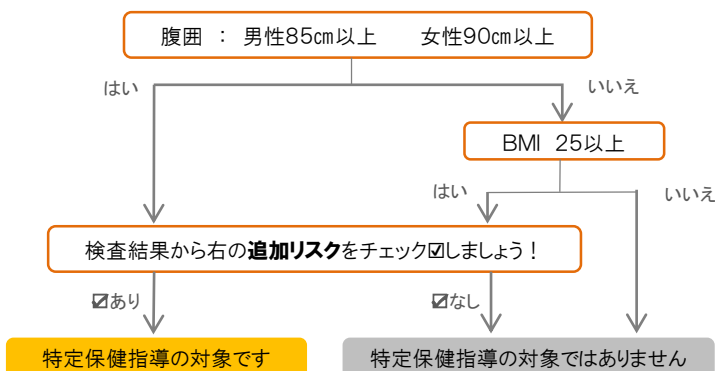 腹囲 ： 男性85㎝以上　　女性90㎝以上
はい
いいえ
BMI 25以上
はい
いいえ
検査結果から右の追加リスクをチェック☑しましょう！
☑あり
☑なし
特定保健指導の対象です
特定保健指導の対象ではありません